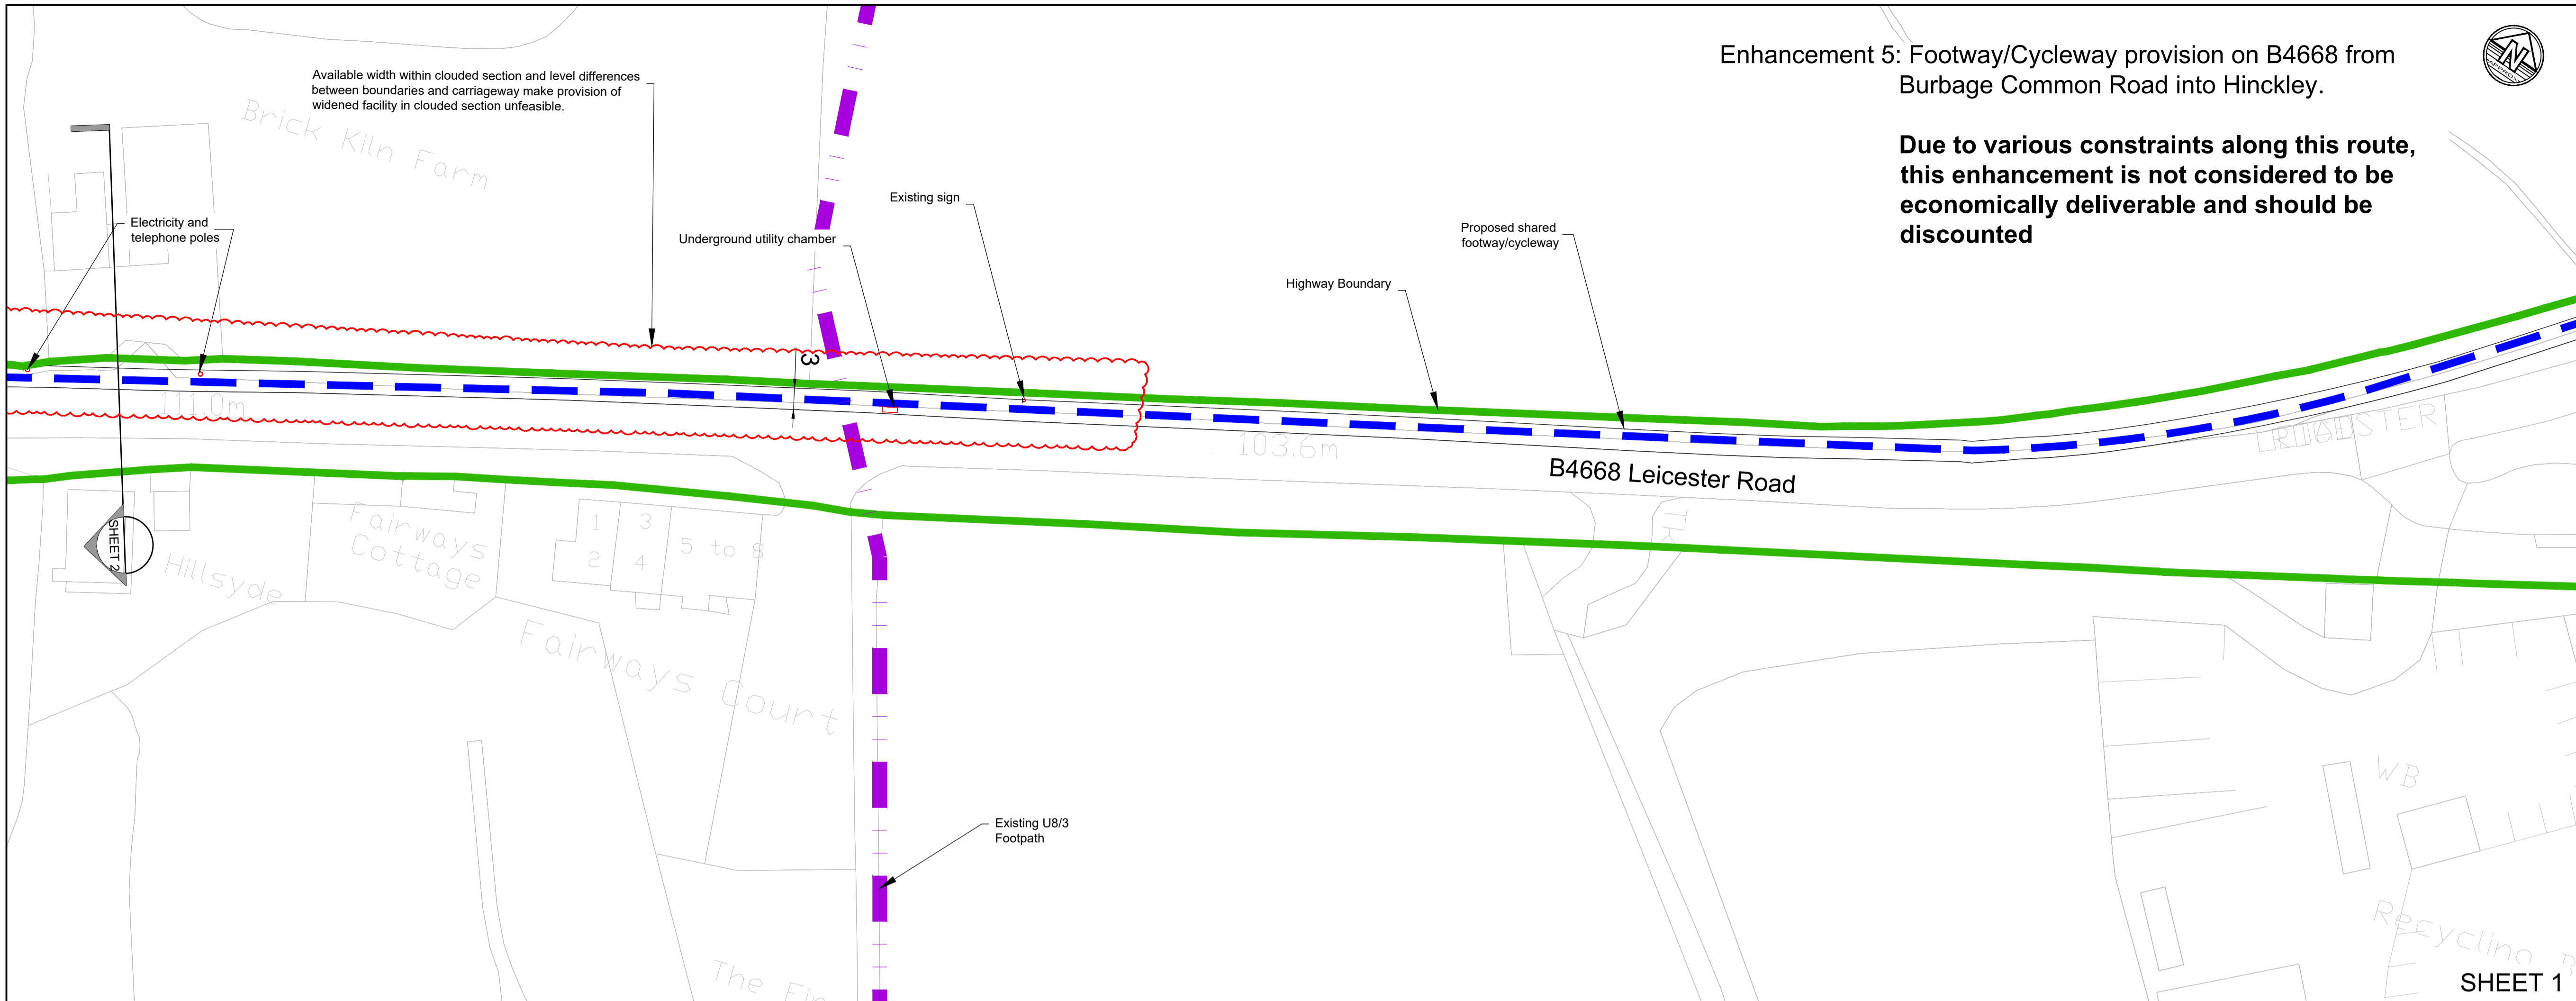 Enhancement 5: Footway/Cycleway provision on B4668 from
Burbage Common Road into Hinckley.
Due to various constraints along this route,
this enhancement is not considered to be
economically deliverable and should be
discounted
N
APPROX
Available width within clouded section and level differences
between boundaries and carriageway make provision of
widened facility in clouded section unfeasible.
Brick Kiln Farm
Electricity and
telephone poles
Existing sign
Underground utility chamber
Proposed shared
footway/cycleway
Highway Boundary
3
111.0m
103.6m
B4668 Leicester Road
SHEET 2
Hillsyde
Fairways
Cottage
1
2
3
4
5 to 8
Fairways Court
TH
Existing U8/3
Footpath
WB
Recycling
The
SHEET 1